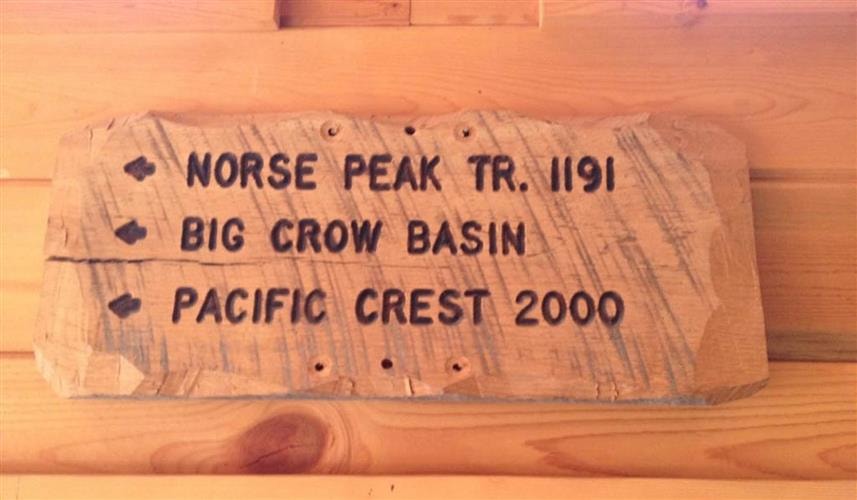 NORSE PEAK TR. 1191
BIG CROW BASIN
PACIFIC CREST 2000